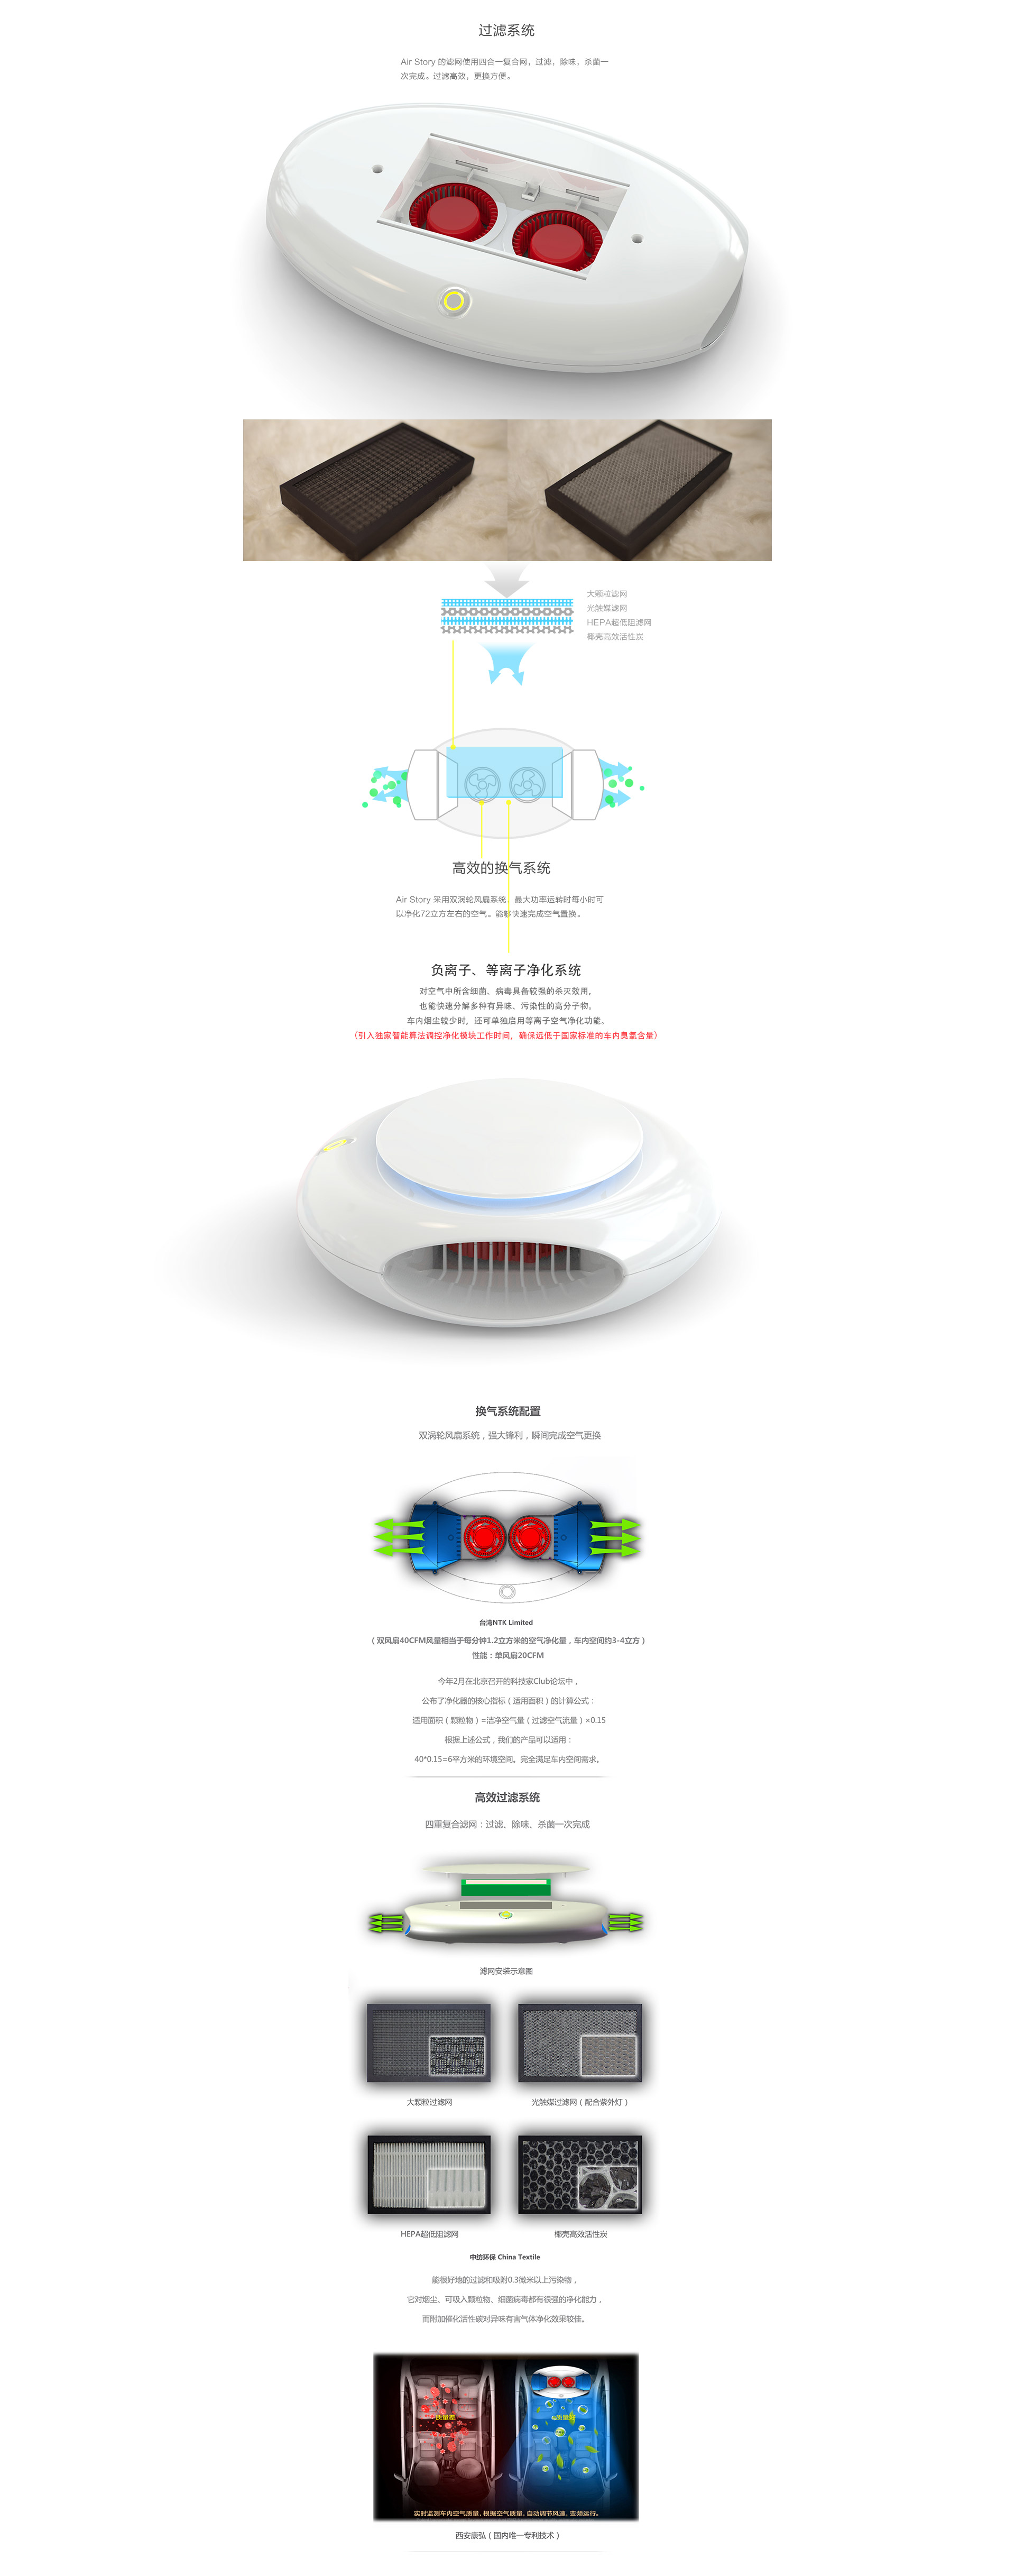 过滤系统
Air Story 的滤网使用四合一复合网，过滤，除味，杀菌一
次完成。过滤高效，更换方便。
大颗粒滤网
光触媒滤网
HEPA超低阻滤网
椰壳高效活性炭
高效的换气系统
Air Story 采用双涡轮风扇系统，最大功率运转时每小时可
以净化72立方左右的空气。能够快速完成空气置换。
负离子、等离子净化系统
对空气中所含细菌、病毒具备较强的杀灭效用，
也能快速分解多种有异味、污染性的高分子物。
车内烟尘较少时，还可单独启用等离子空气净化功能。
（引入独家智能算法调控净化模块工作时间，确保远低于国家标准的车内臭氧含量）
换气系统配置
双涡轮风扇系统，强大锋利，瞬间完成空气更换
台湾NTK Limited
（双风扇40CFM风量相当于每分钟1.2立方米的空气净化量，车内空间约3-4立方）
性能：单风扇20CFM
今年2月在北京召开的科技家Club论坛中，
公布了净化器的核心指标（适用面积）的计算公式：
适用面积（颗粒物）=洁净空气量（过滤空气流量）×0.15
根据上述公式，我们的产品可以适用：
40*0.15=6平方米的环境空间。完全满足车内空间需求。
高效过滤系统
四重复合滤网：过滤、除味、杀菌一次完成
滤网安装示意图
大颗粒过滤网
光触媒过滤网（配合紫外灯）
HEPA超低阻滤网
椰壳高效活性炭
中纺环保 China Textile
能很好地的过滤和吸附0.3微米以上污染物，
它对烟尘、可吸入颗粒物、细菌病毒都有很强的净化能力，
而附加催化活性碳对异味有害气体净化效果较佳。
质量差
质量好
实时监测车内空气质量，根据空气质量，自动调节风速，变频运行。
西安康弘（国内唯一专利技术）